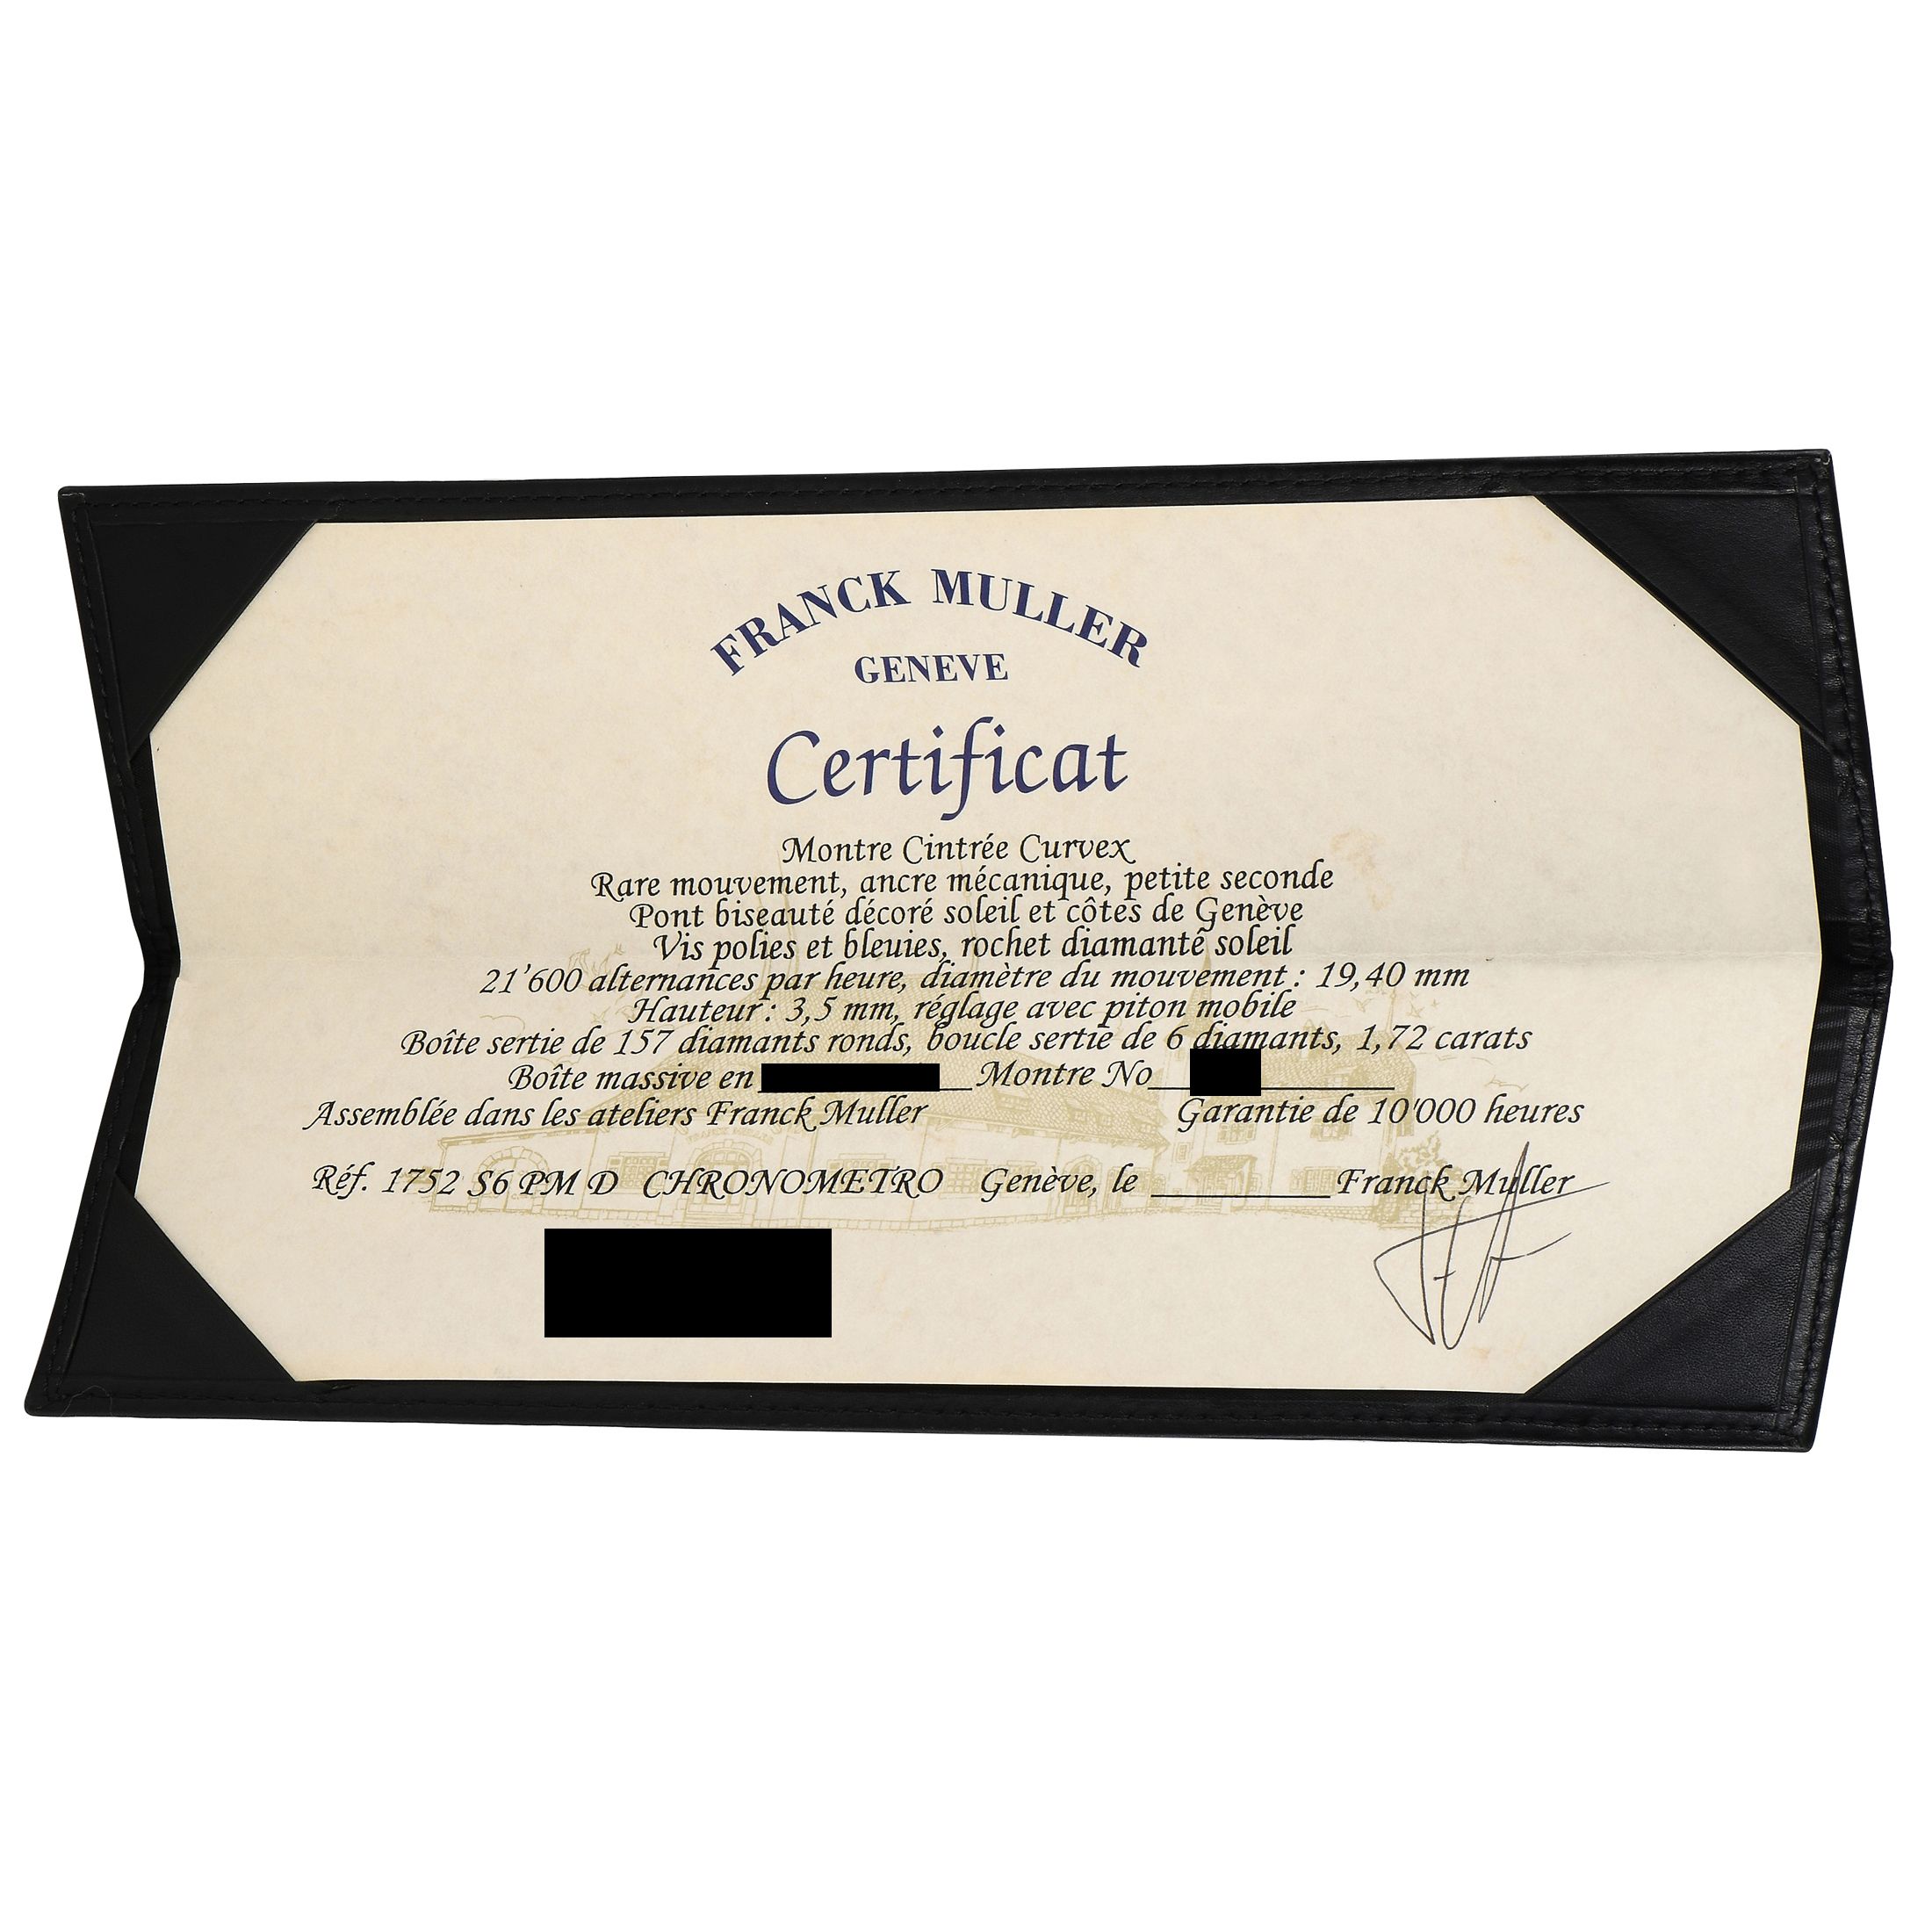 FRANCK MULLER
GENEVE
Certificat
Montre Cintrée Curvex
Rare mouvement, ancre mécanique, petite seconde
Pont biseauté décoré soleil et côtes de Genève
Vis polies et bleuies, rochet diamanté soleil
21'600 alternances par heure, diamètre du mouvement : 19,40 mm
Hauteur : 3,5 mm, réglage avec piton mobile
Boîte sertie de 157 diamants ronds, boucle sertie de 6 diamants, 1,72 carats
Boîte massive en Montre No
Assemblée dans les ateliers Franck Muller Garantie de 10'000 heures
Réf. 1752 S6 PM D CHRONOMETRO Genève, le Franck Muller